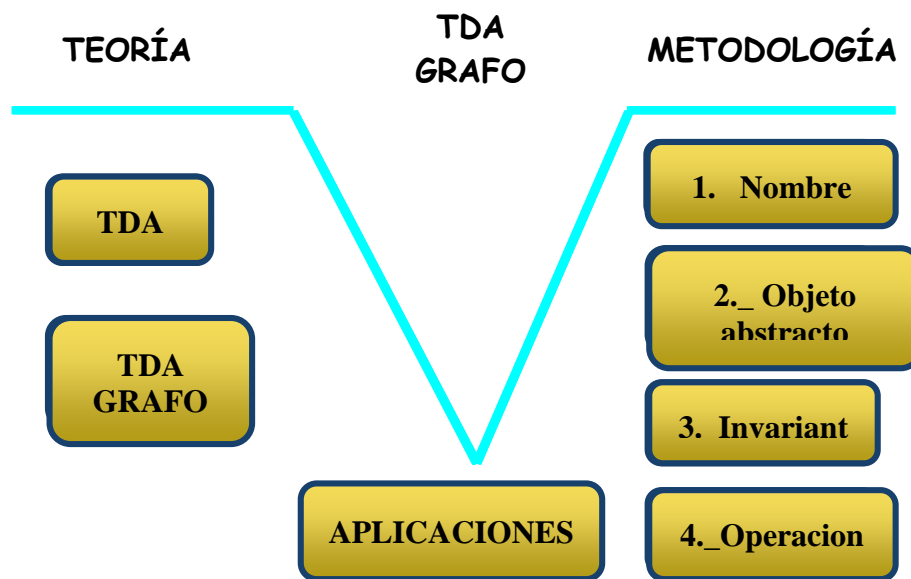 TEORÍA
TDA
GRAFO
METODOLOGÍA
TDA
TDA
GRAFO
APLICACIONES
1. Nombre
2._ Objeto
abstracto
3. Invariant
4._Operacion